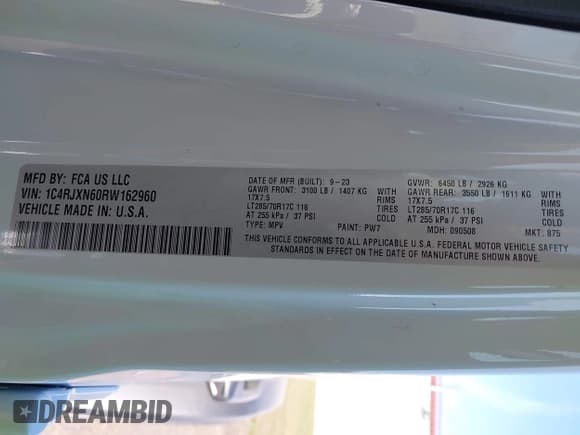 MFD BY: FCA US LLC
VIN: 1C4RJXN60RW162960
VEHICLE MADE IN: U.S.A.
DATE OF MFR (BUILT): 9-23 GVWR: 6450 LB / 2926 KG
GAWR FRONT: 3100 LB / 1407 KG GAWR REAR: 3550 LB / 1611 KG
17X7.5 RIMS 17X7.5 RIMS
LT285/70R17C 116 TIRES LT285/70R17C 116 TIRES
AT 255 kPa / 37 PSI COLD AT 255 kPa / 37 PSI COLD
TYPE: MPV PAINT: PW7 MDH: 090508 MKT: 875
THIS VEHICLE CONFORMS TO ALL APPLICABLE U.S.A. FEDERAL MOTOR VEHICLE SAFETY
STANDARDS IN EFFECT ON THE DATE OF MANUFACTURE SHOWN ABOVE.
DREAMBID